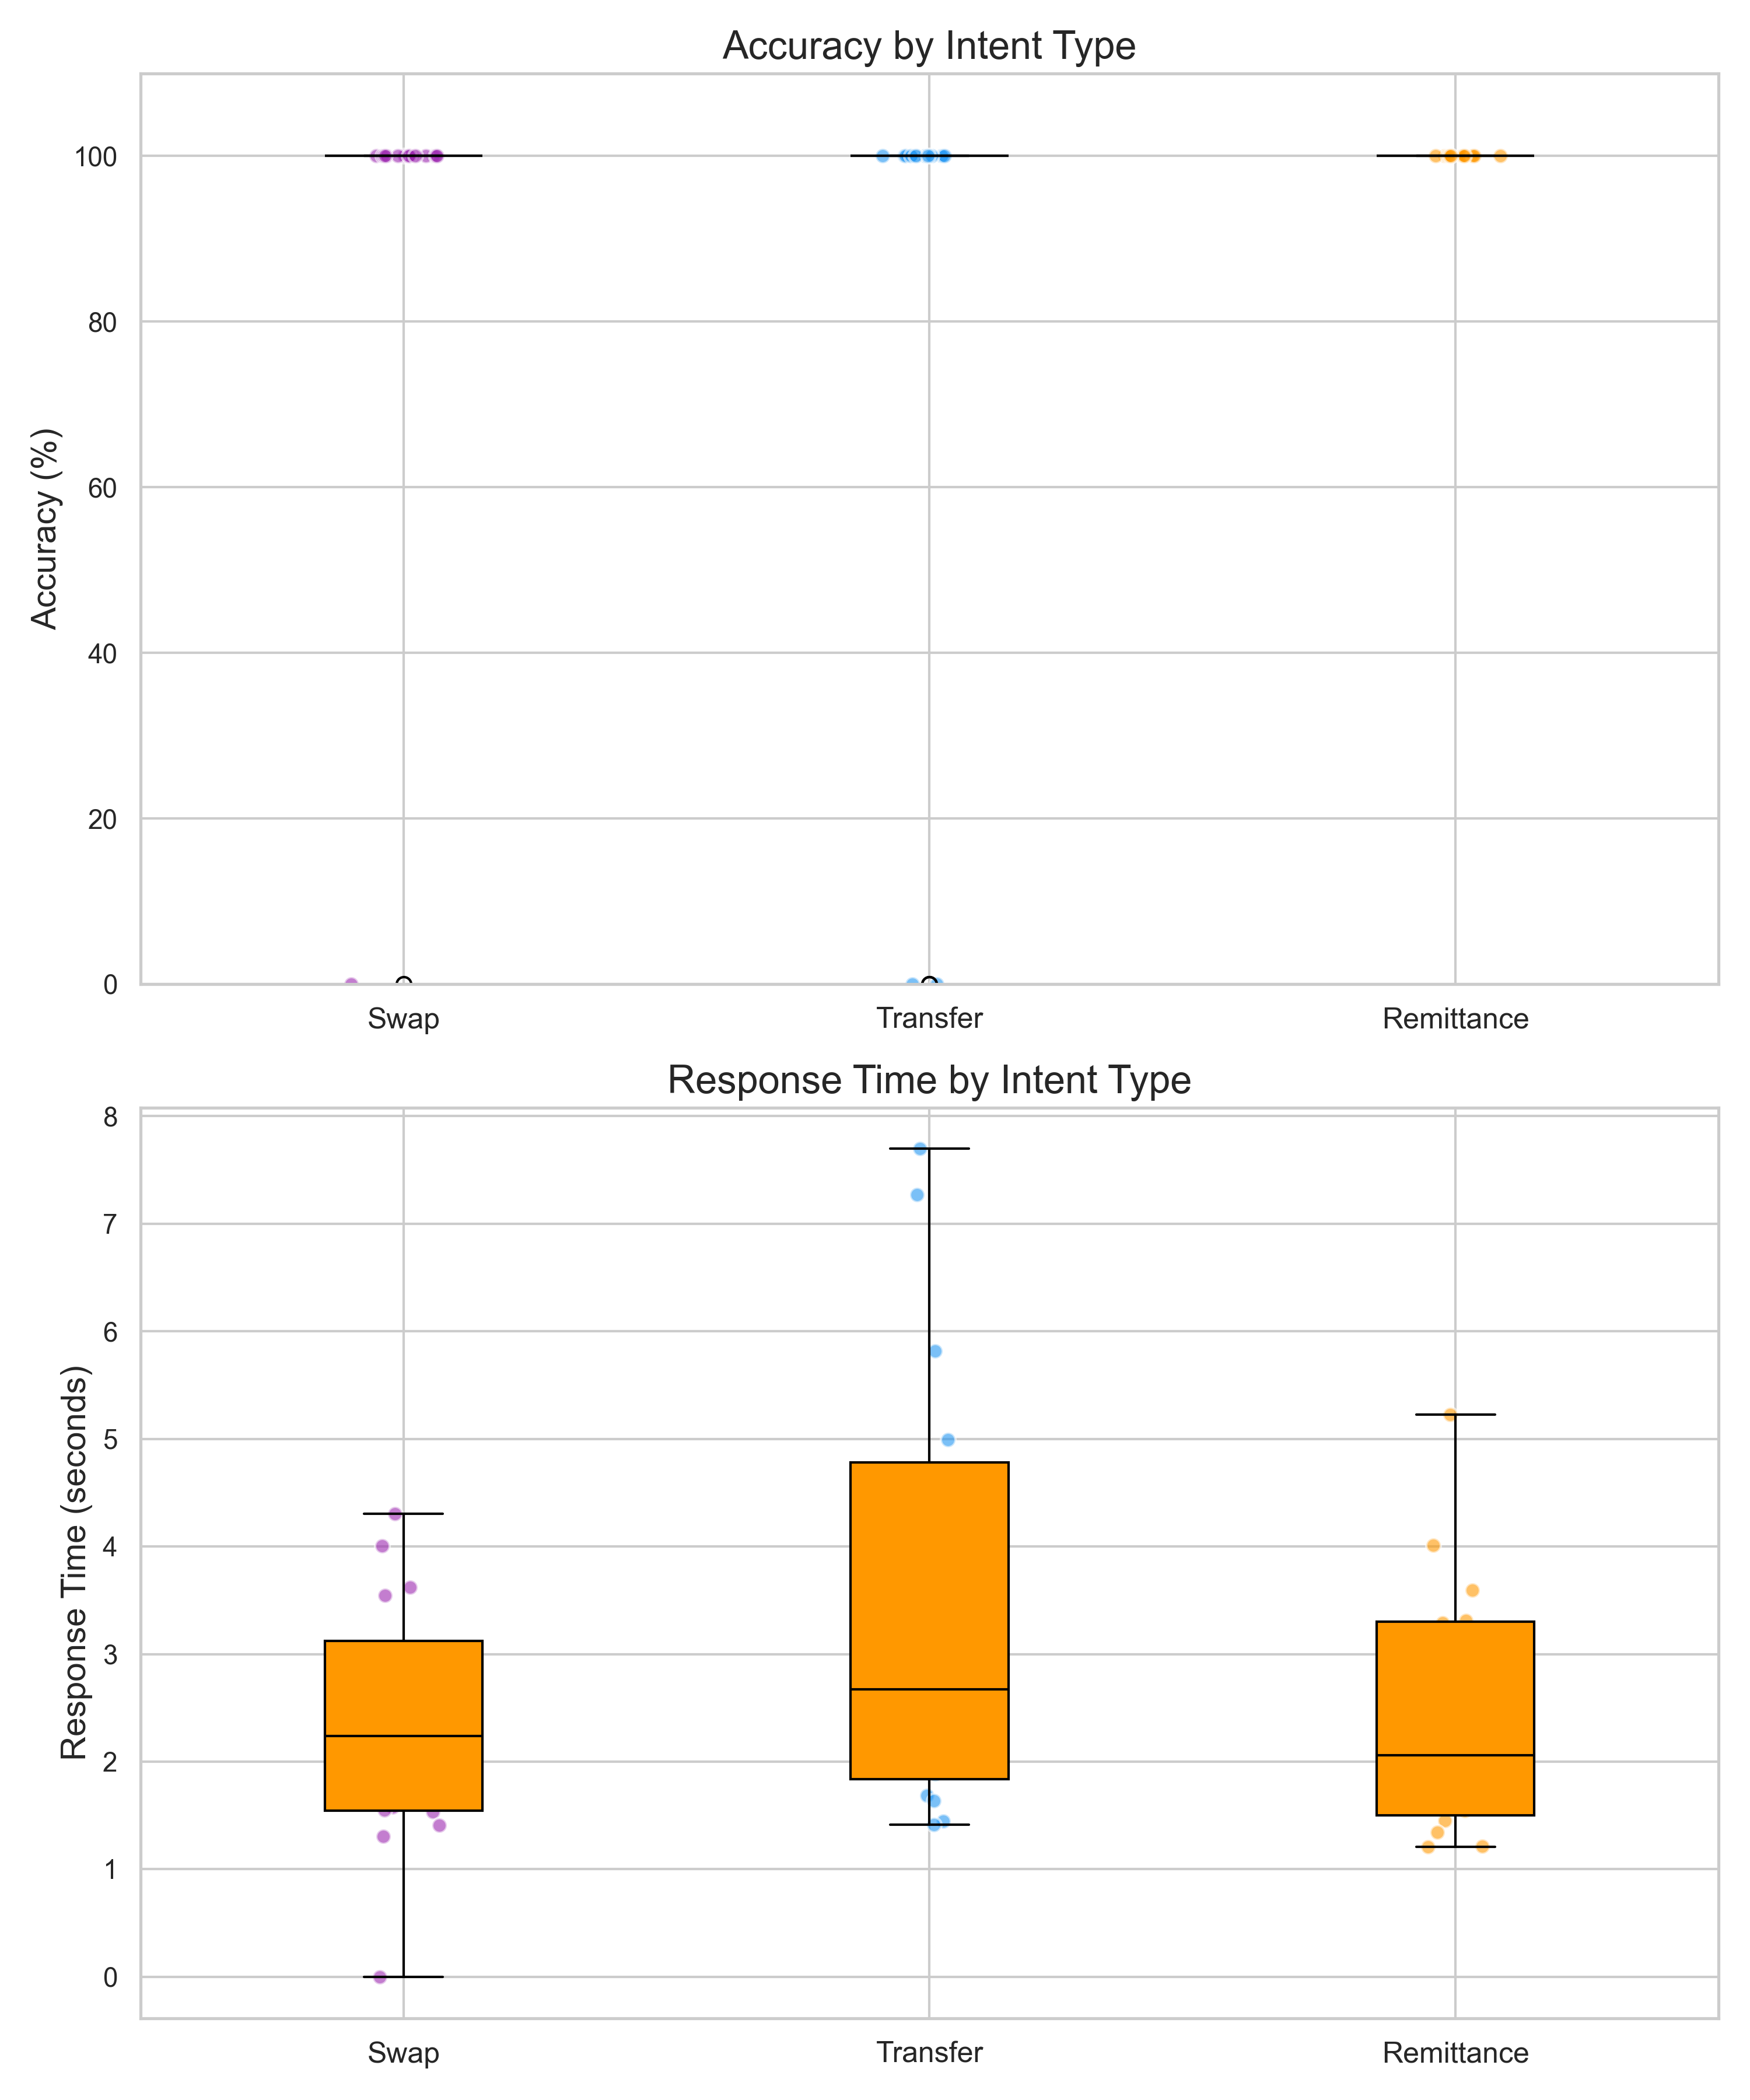 Accuracy by Intent Type
Accuracy (%)
100
80
60
40
20
0
Swap Transfer Remittance
Response Time by Intent Type
Response Time (seconds)
8
7
6
5
4
3
2
1
0
Swap Transfer Remittance